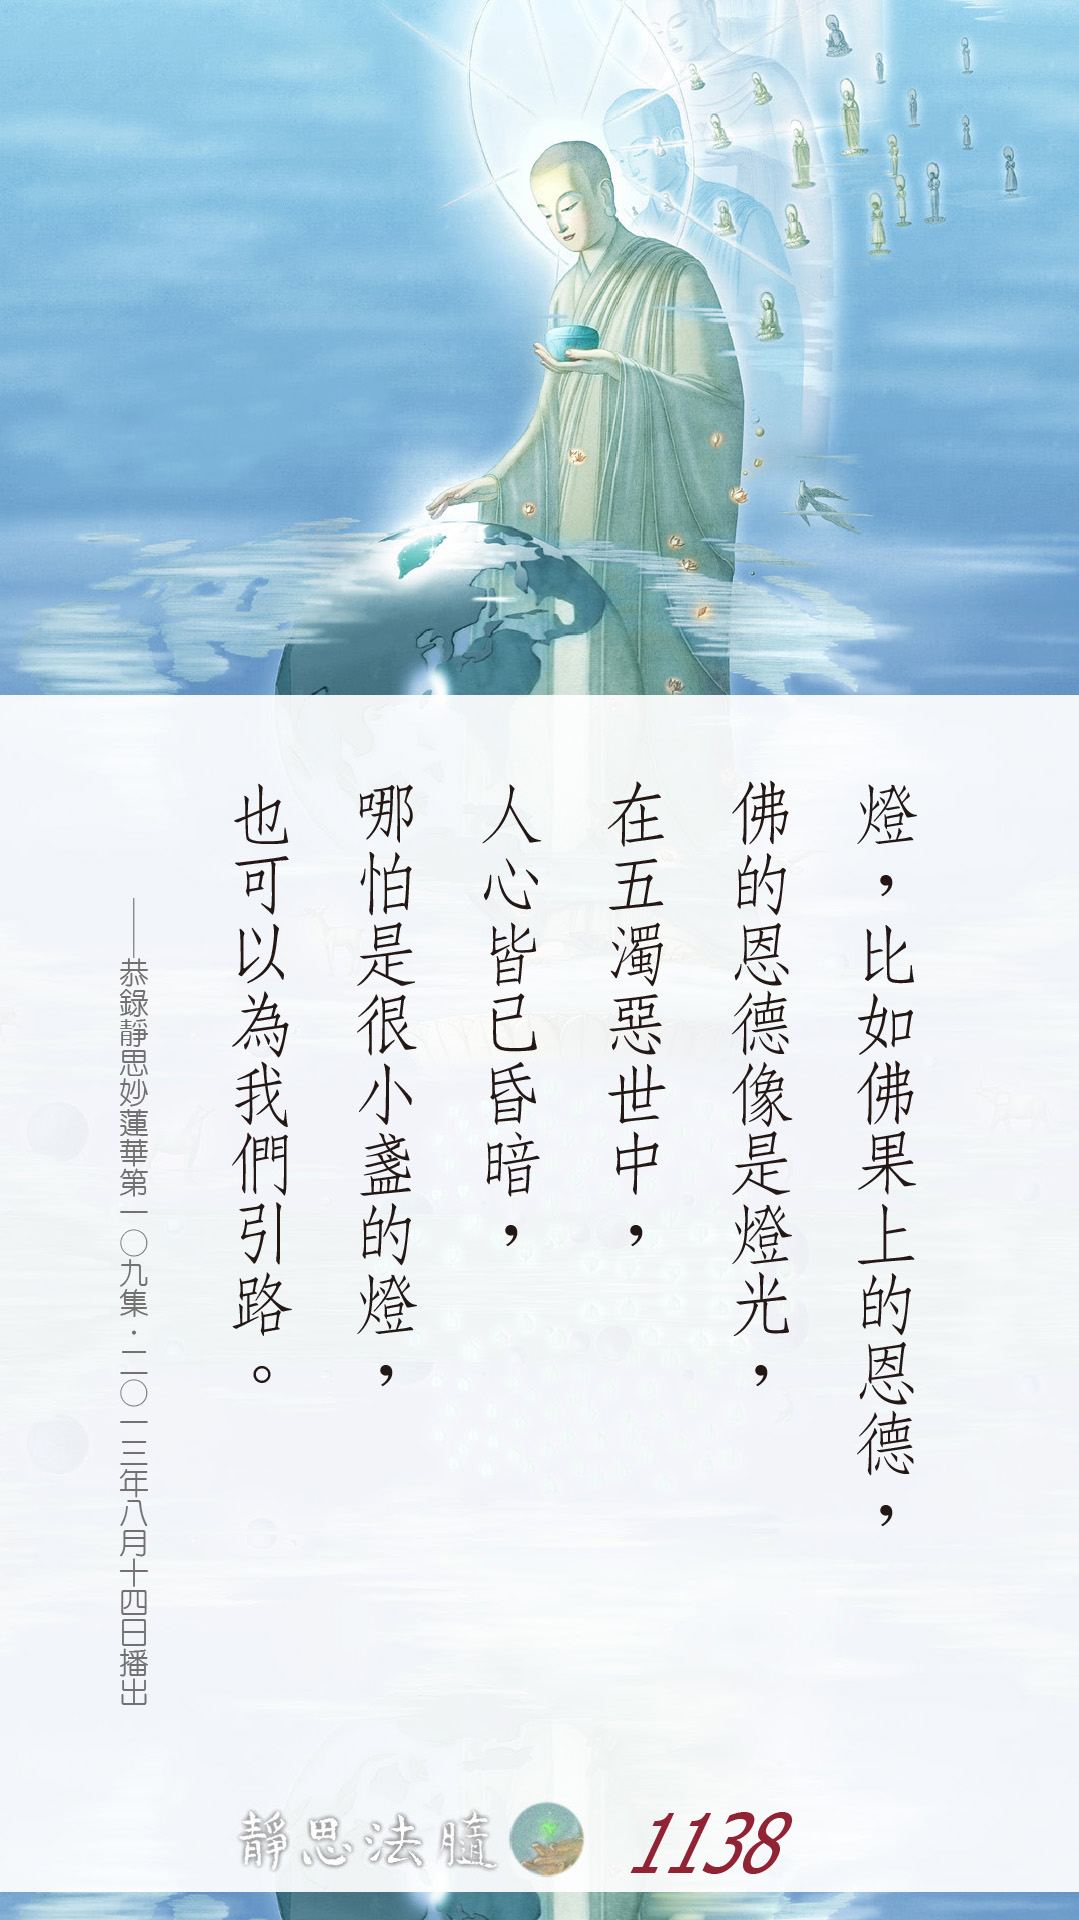 燈，比如佛果上的恩德，
佛的恩德像是燈光，
在五濁惡世中，
人心皆已昏暗，
哪怕是很小盞的燈，
也可以為我們引路。
——恭錄靜思妙蓮華第一〇九集．二〇一三年八月十四日播出
靜思法髓
1138